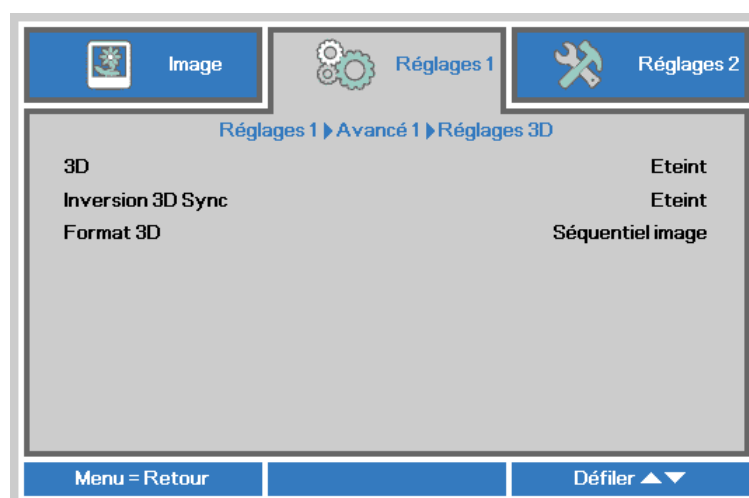 Image
Réglages 1
Réglages 2
Réglages 1 ▶ Avancé 1 ▶ Réglages 3D
3D Eteint
Inversion 3D Sync Eteint
Format 3D Séquentiel image
Menu = Retour
Défiler ▲▼